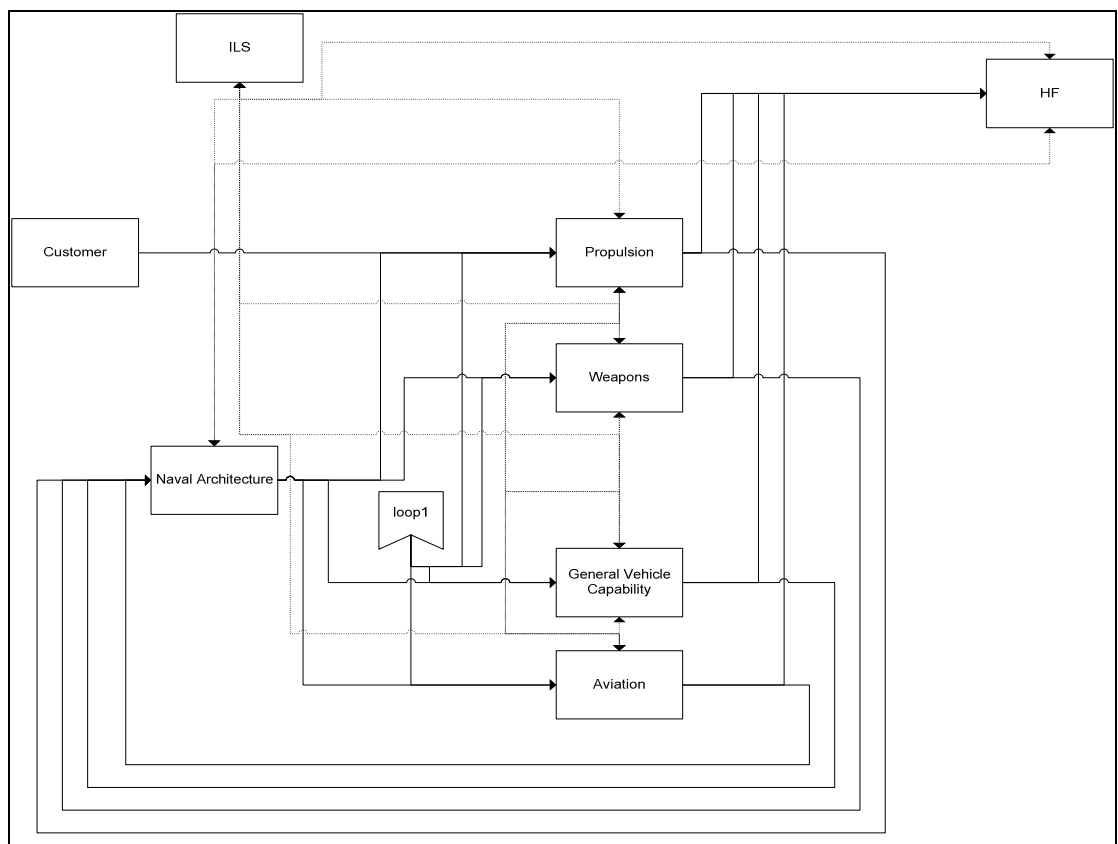 ILS
HF
Customer
Propulsion
Weapons
Naval Architecture
loop1
General Vehicle
Capability
Aviation